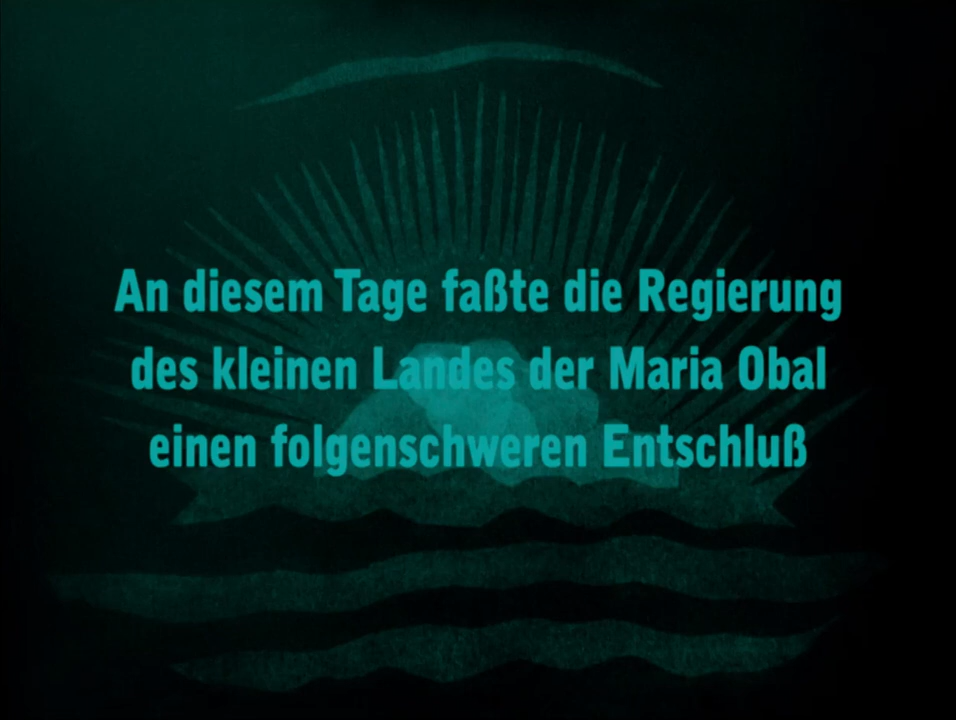 An diesem Tage faßte die Regierung
des kleinen Landes der Maria Obal
einen folgenschweren Entschluß